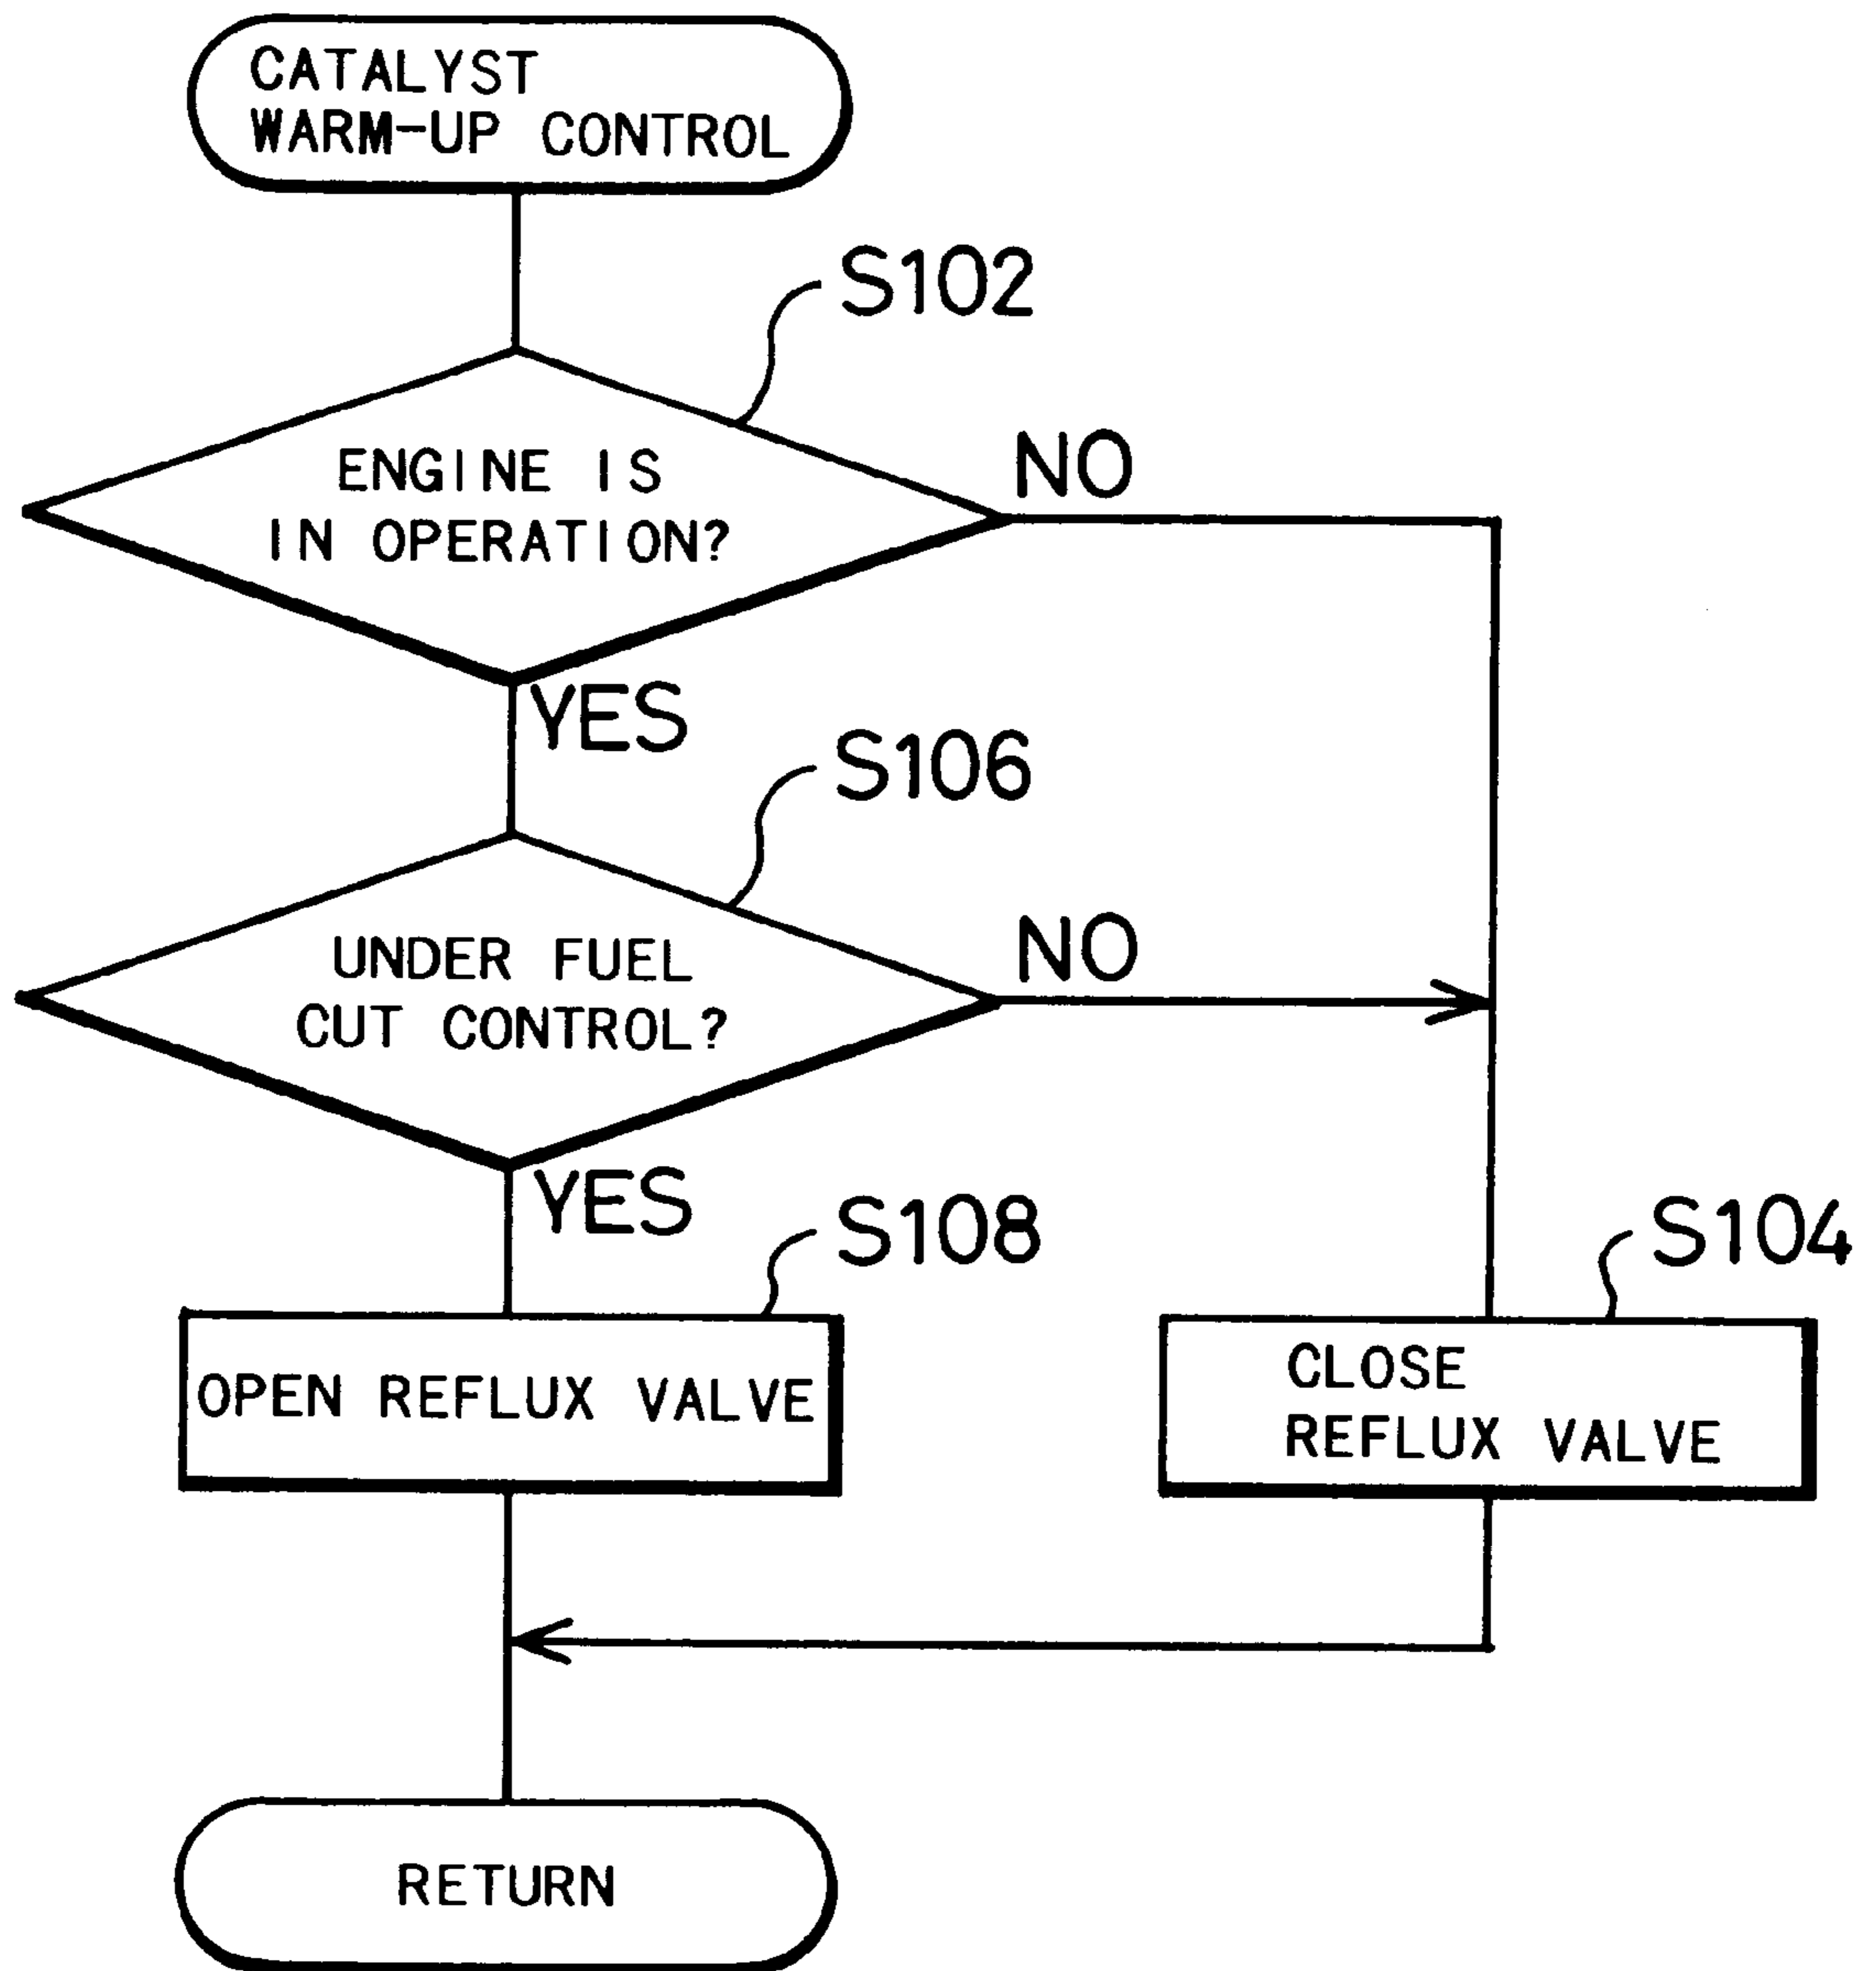 CATALYST
WARM-UP CONTROL
S102
ENGINE IS
IN OPERATION?
NO
YES
S106
UNDER FUEL
CUT CONTROL?
NO
YES
S108
OPEN REFLUX VALVE
S104
CLOSE
REFLUX VALVE
RETURN